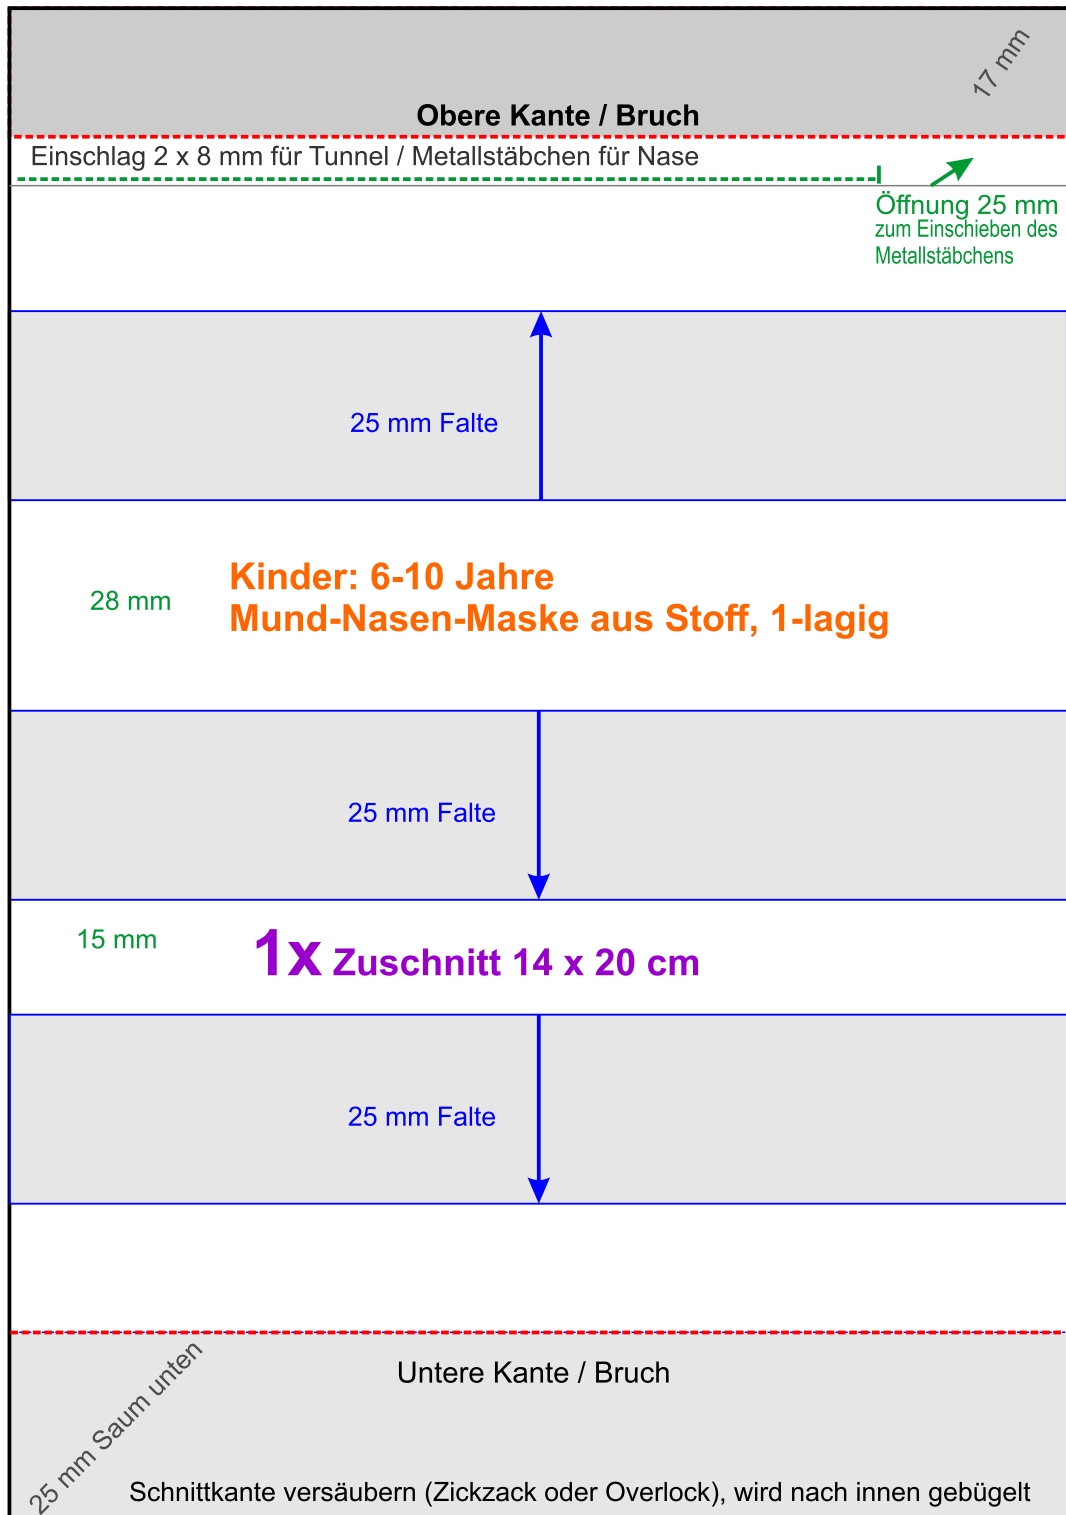 17 mm
Obere Kante / Bruch
Einschlag 2 x 8 mm für Tunnel / Metallstäbchen für Nase
Öffnung 25 mm
zum Einschieben des
Metallstäbchens
25 mm Falte
Kinder: 6-10 Jahre
28 mm
Mund-Nasen-Maske aus Stoff, 1-lagig
25 mm Falte
15 mm
1x Zuschnitt 14 x 20 cm
25 mm Falte
Untere Kante / Bruch
25 mm Saum unten
Schnittkante versäubern (Zickzack oder Overlock), wird nach innen gebügelt